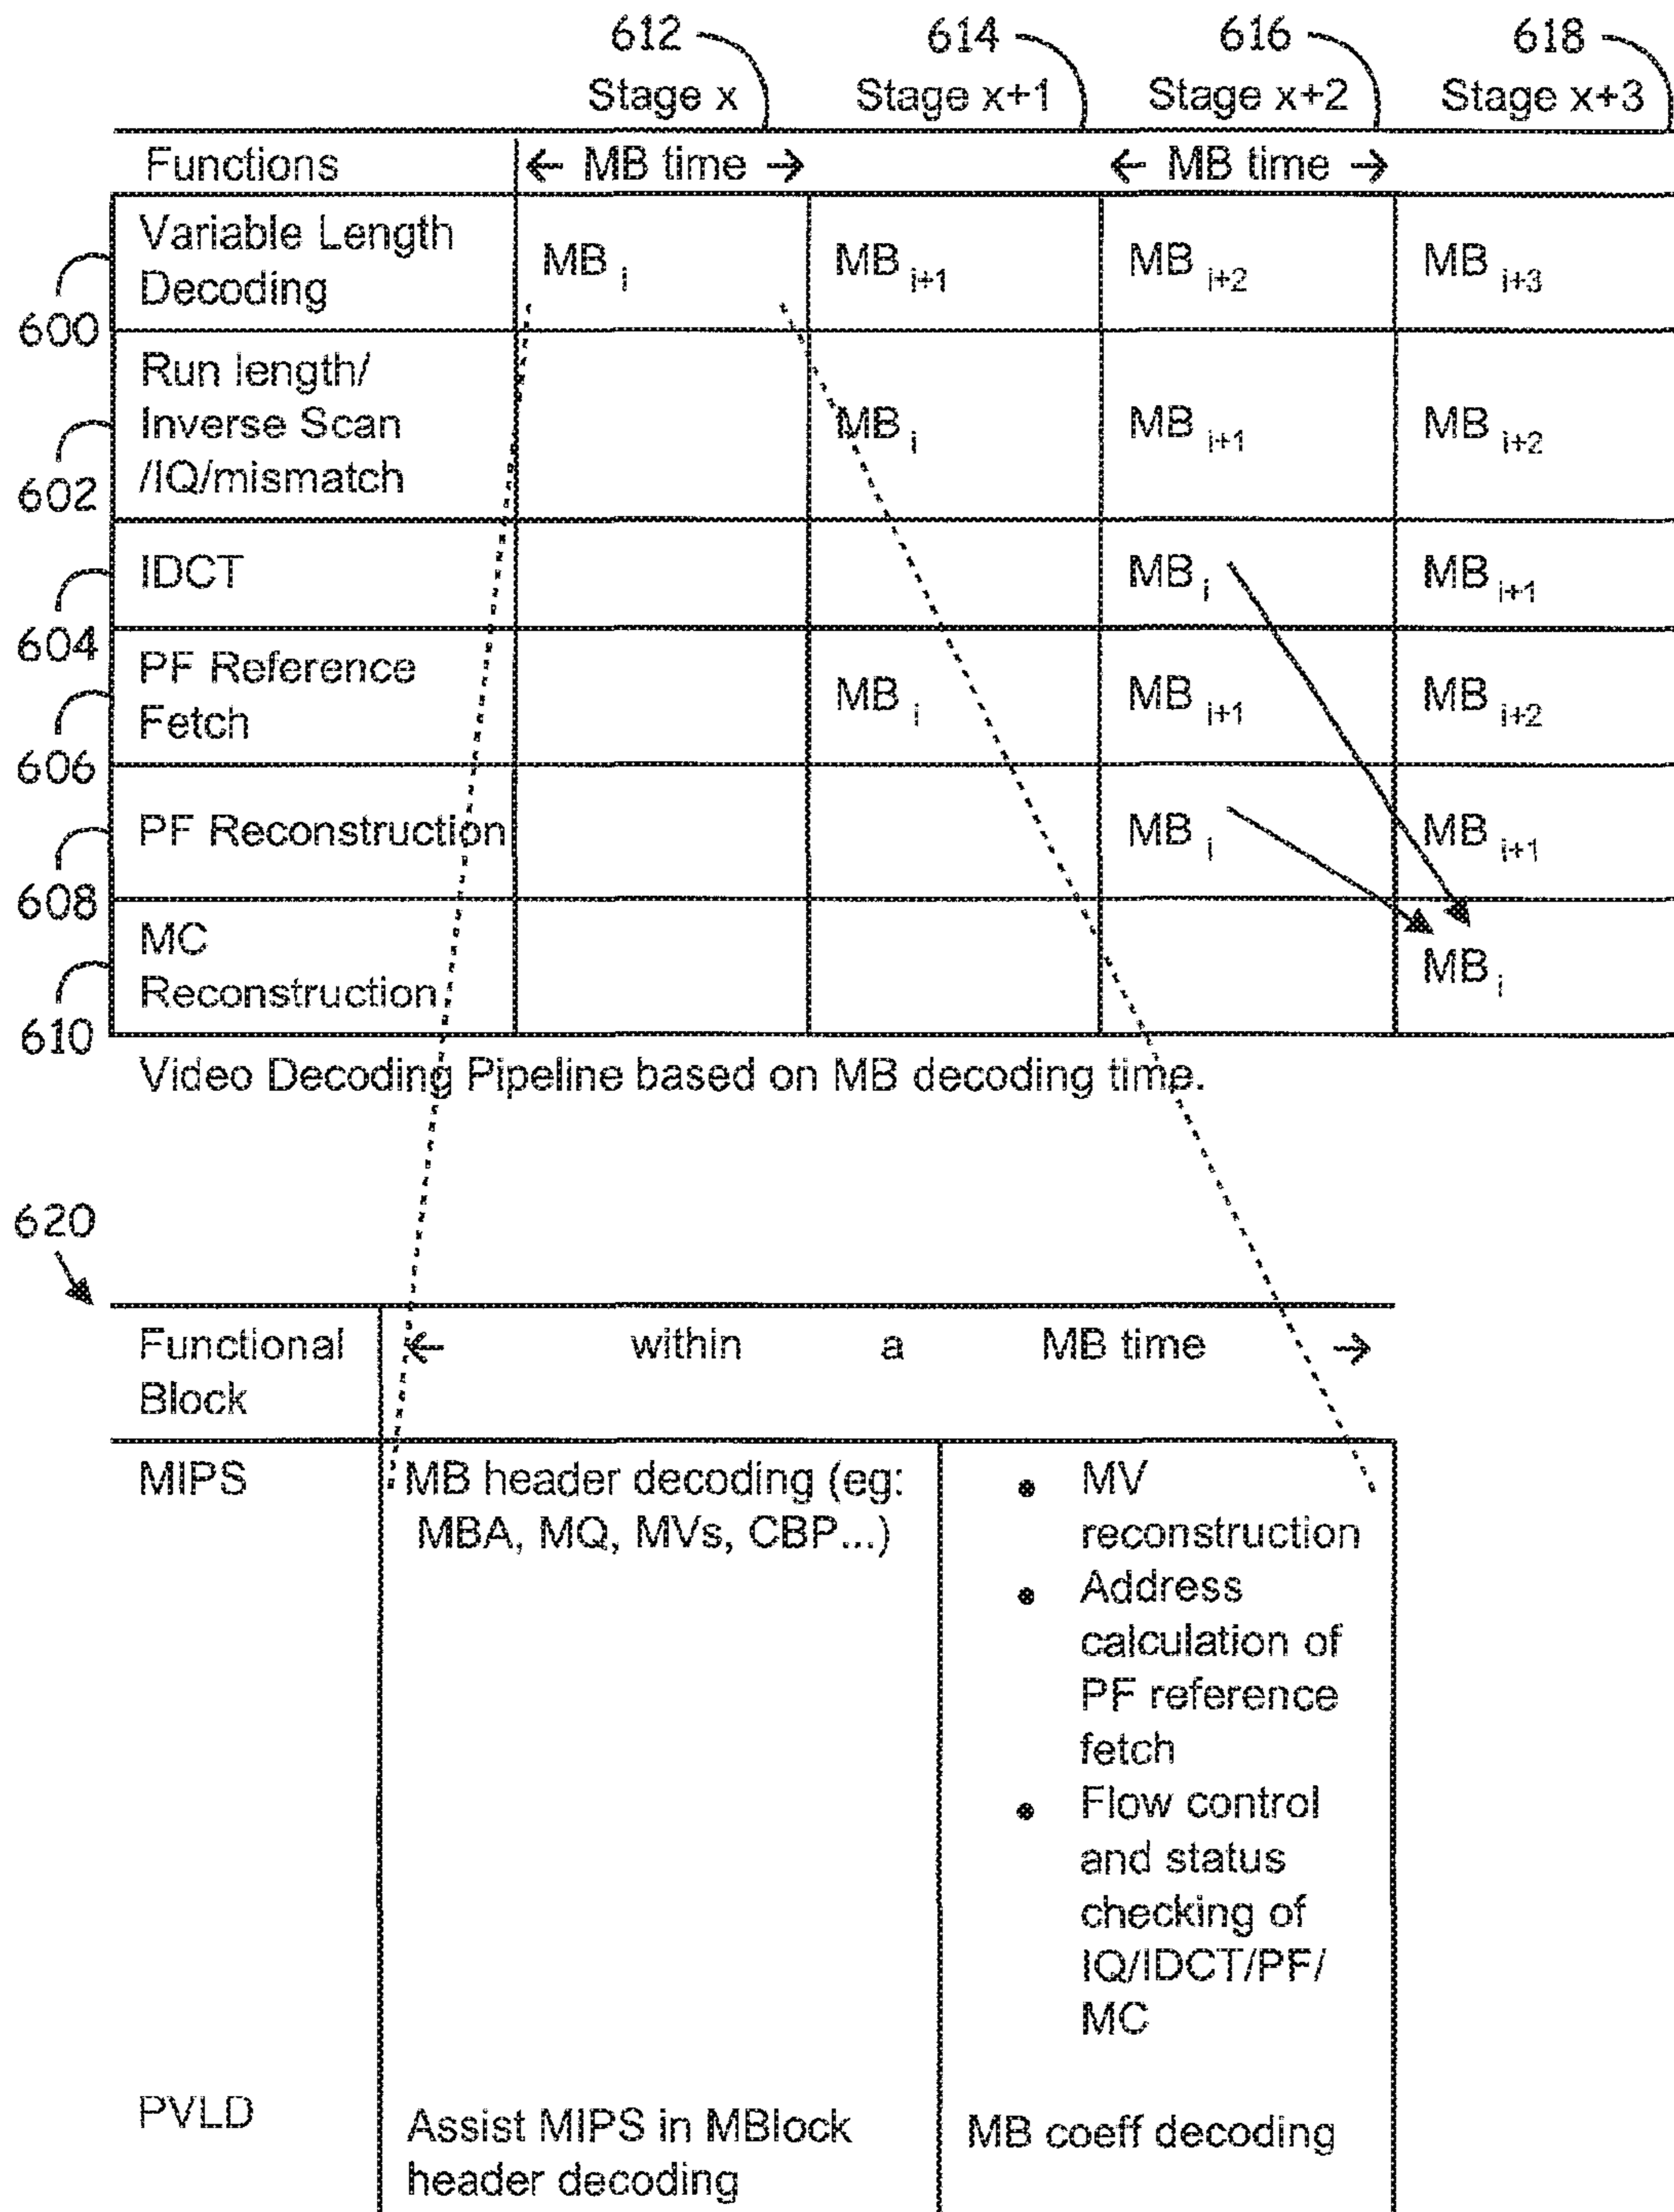 612 614 616 618
Stage x Stage x+1 Stage x+2 Stage x+3
Functions ← MB time → ← MB time →
Variable Length
Decoding
MB i MB i+1 MB i+2 MB i+3
600
Run length/
Inverse Scan
/IQ/mismatch
MB i MB i+1 MB i+2
602
IDCT MB i MB i+1
604
PF Reference
Fetch
MB i MB i+1 MB i+2
606
PF Reconstruction MB i MB i+1
608
MC
Reconstruction
MB i
610
Video Decoding Pipeline based on MB decoding time.
620
Functional
Block
← within a MB time →
MIPS
MB header decoding (eg:
MBA, MQ, MVs, CBP...)
• MV
reconstruction
• Address
calculation of
PF reference
fetch
• Flow control
and status
checking of
IQ/IDCT/PF/
MC
PVLD
Assist MIPS in MBlock
header decoding
MB coeff decoding